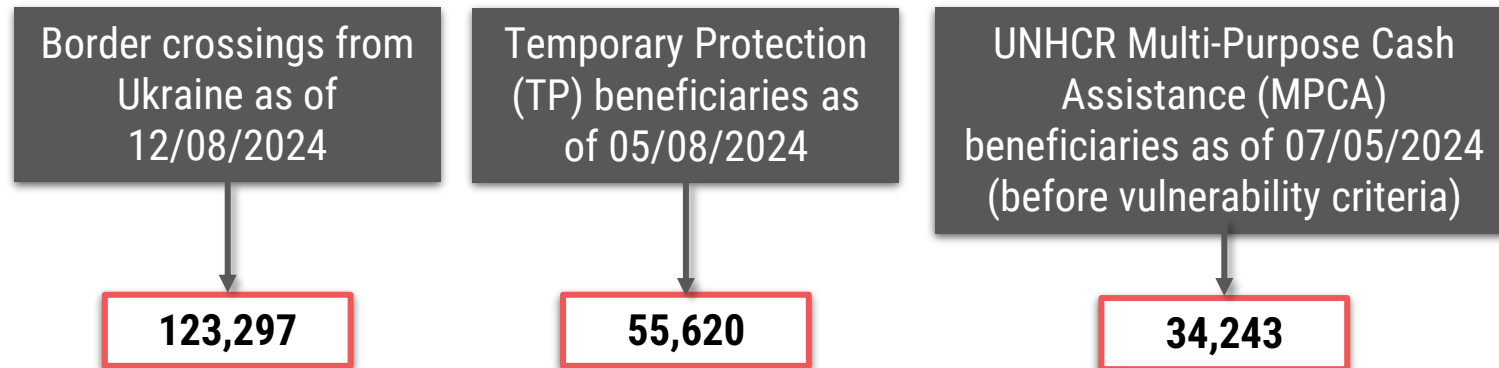 Border crossings from
Ukraine as of
12/08/2024
123,297
Temporary Protection
(TP) beneficiaries as
of 05/08/2024
55,620
UNHCR Multi-Purpose Cash
Assistance (MPCA)
beneficiaries as of 07/05/2024
(before vulnerability criteria)
34,243